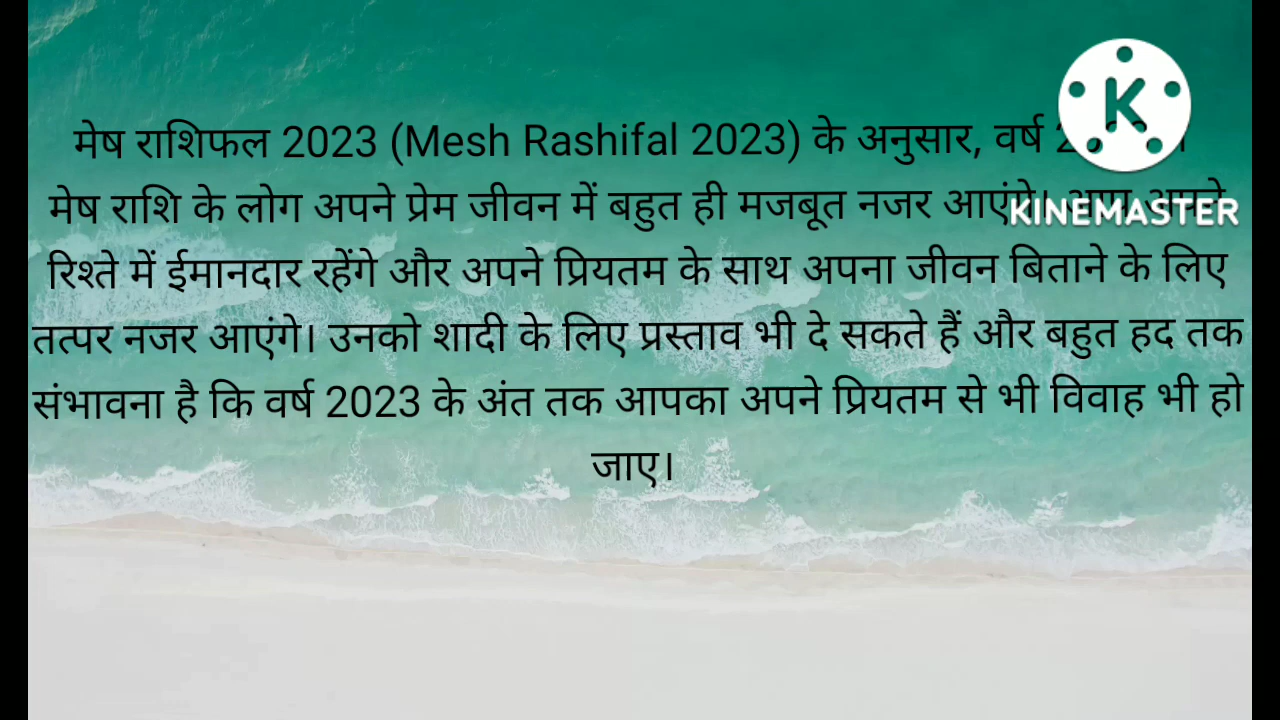 मेष राशिफल 2023 (Mesh Rashifal 2023) के अनुसार, वर्ष
मेष राशि के लोग अपने प्रेम जीवन में बहुत ही मजबूत नजर
रिश्ते में ईमानदार रहेंगे और अपने प्रियतम के साथ अपना जीवन बिताने के लिए
तत्पर नजर आएंगे। उनको शादी के लिए प्रस्ताव भी दे सकते हैं और बहुत हद तक
संभावना है कि वर्ष 2023 के अंत तक आपका अपने प्रियतम से भी विवाह भी हो
जाए।
K
KINEMASTER